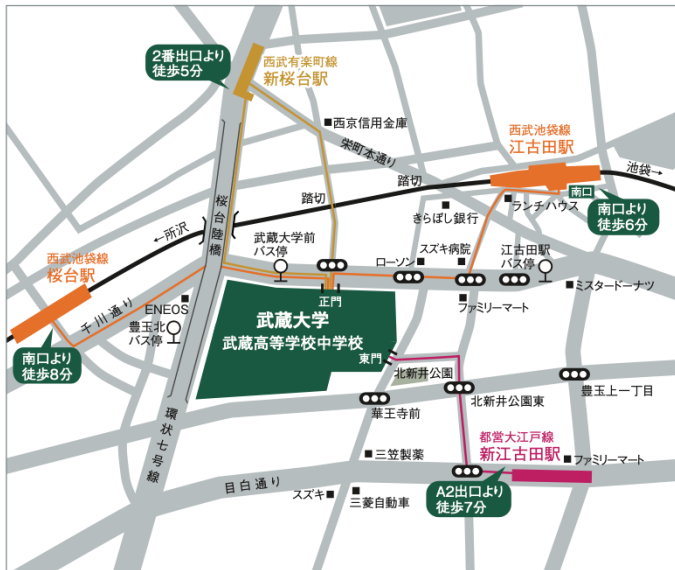 2番出口より
徒歩5分
西武有楽町線
新桜台駅
西京信用金庫
栄町本通り
西武池袋線
江古田駅
池袋→
踏切
踏切
南口
南口より
徒歩6分
きらぼし銀行
ランチハウス
桜台陸橋
←所沢
武蔵大学前
バス停
ローソン
スズキ病院
江古田駅
バス停
西武池袋線
桜台駅
正門
ファミリーマート
ミスタードーナツ
千川通り
ENEOS
豊玉北
バス停
武蔵大学
武蔵高等学校中学校
東門
南口より
徒歩8分
北新井公園
華王寺前
北新井公園東
豊玉上一丁目
環状七号線
都営大江戸線
新江古田駅
三笠製薬
ファミリーマート
目白通り
スズキ
三菱自動車
A2出口より
徒歩7分